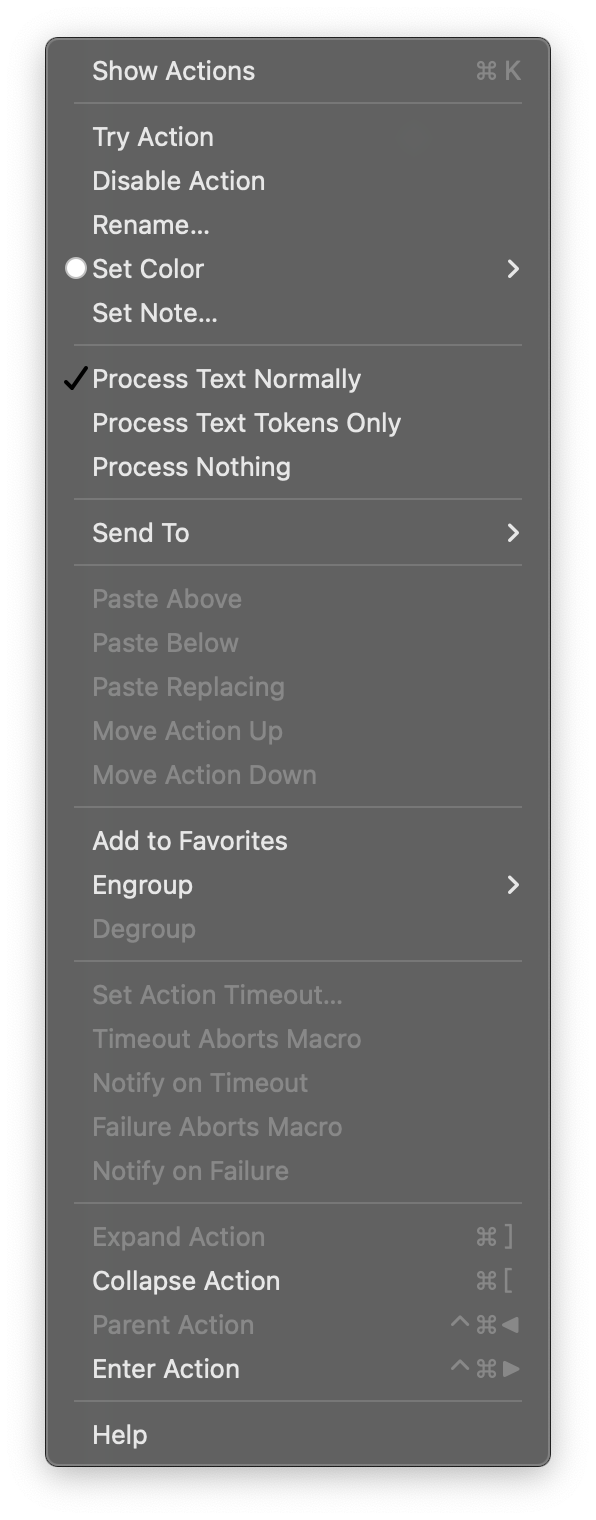 Show Actions ⌘ K
Try Action
Disable Action
Rename...
Set Color
Set Note...
Process Text Normally
Process Text Tokens Only
Process Nothing
Send To
Paste Above
Paste Below
Paste Replacing
Move Action Up
Move Action Down
Add to Favorites
Engroup
Degroup
Set Action Timeout...
Timeout Aborts Macro
Notify on Timeout
Failure Aborts Macro
Notify on Failure
Expand Action ⌘ ]
Collapse Action ⌘ [
Parent Action ^ ⌘ ◀
Enter Action ^ ⌘ ▶
Help